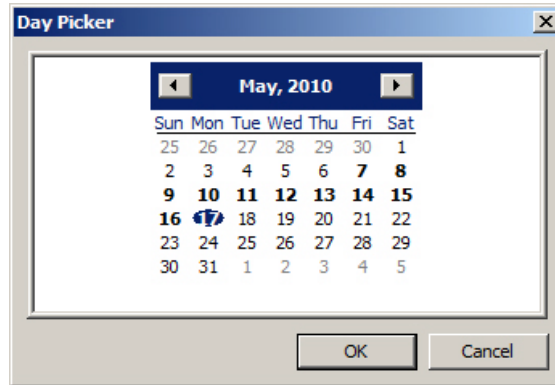 Day Picker
May, 2010
Sun Mon Tue Wed Thu Fri Sat
25 26 27 28 29 30 1
2 3 4 5 6 7 8
9 10 11 12 13 14 15
16 17 18 19 20 21 22
23 24 25 26 27 28 29
30 31 1 2 3 4 5
OK Cancel